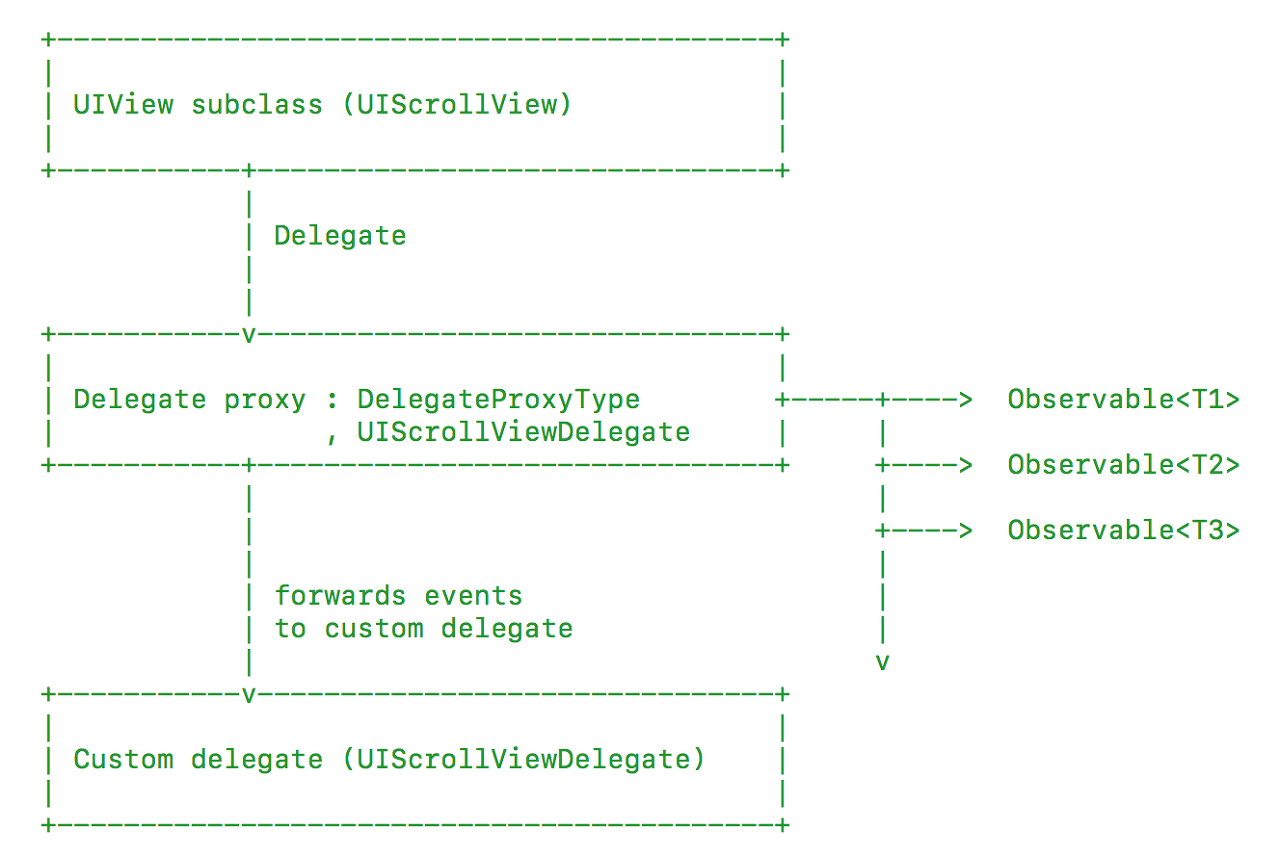 UIView subclass (UIScrollView)
Delegate
Delegate proxy : DelegateProxyType
, UIScrollViewDelegate
Observable<T1>
Observable<T2>
Observable<T3>
forwards events
to custom delegate
v
Custom delegate (UIScrollViewDelegate)